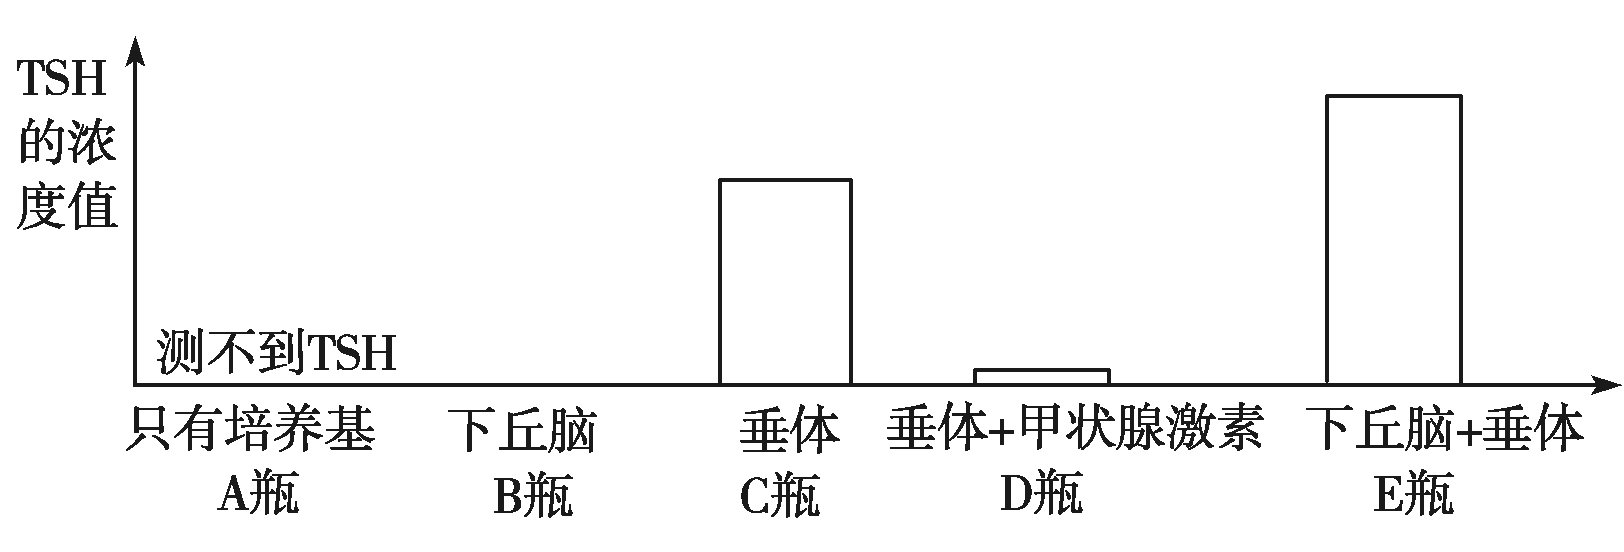 TSH
的浓
度值
测不到TSH
只有培养基
A瓶
下丘脑
B瓶
垂体
C瓶
垂体+甲状腺激素
D瓶
下丘脑+垂体
E瓶